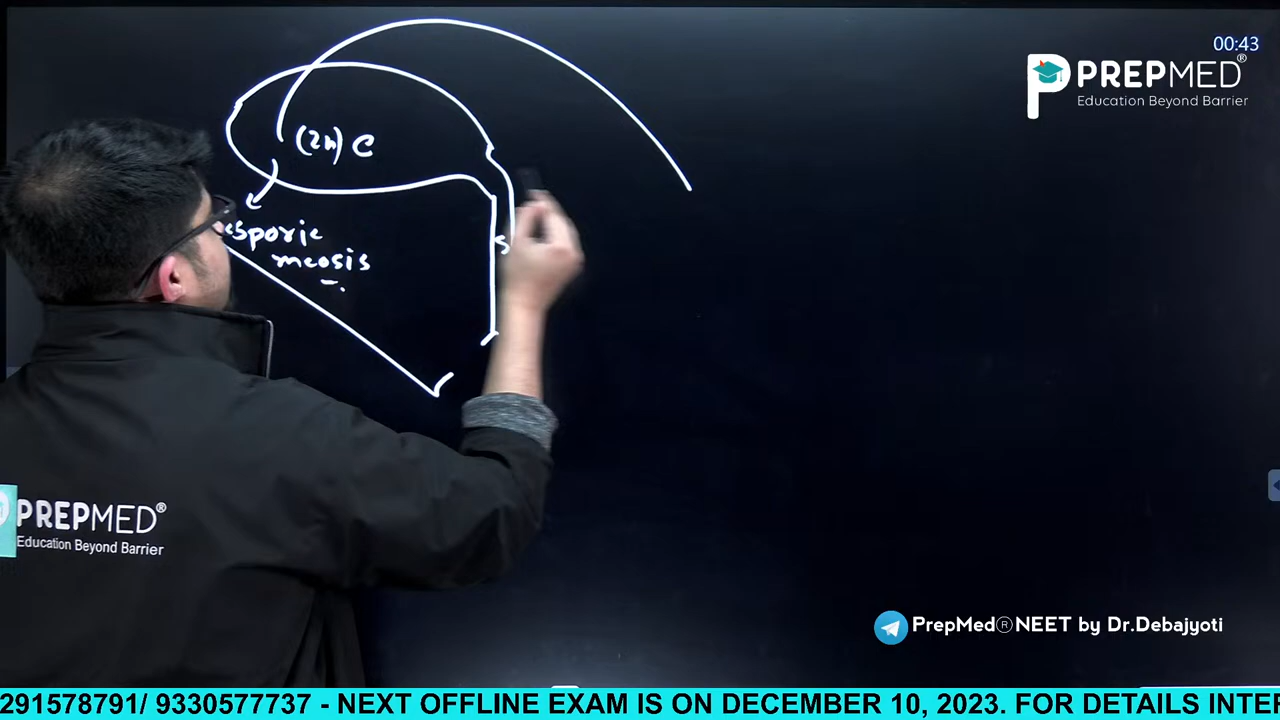 00:43
PREPMED®
Education Beyond Barrier
(2n) C
sporic
meosis
S
PREPMED®
Education Beyond Barrier
PrepMed®NEET by Dr.Debajyoti
291578791/ 9330577737 - NEXT OFFLINE EXAM IS ON DECEMBER 10, 2023. FOR DETAILS INTE